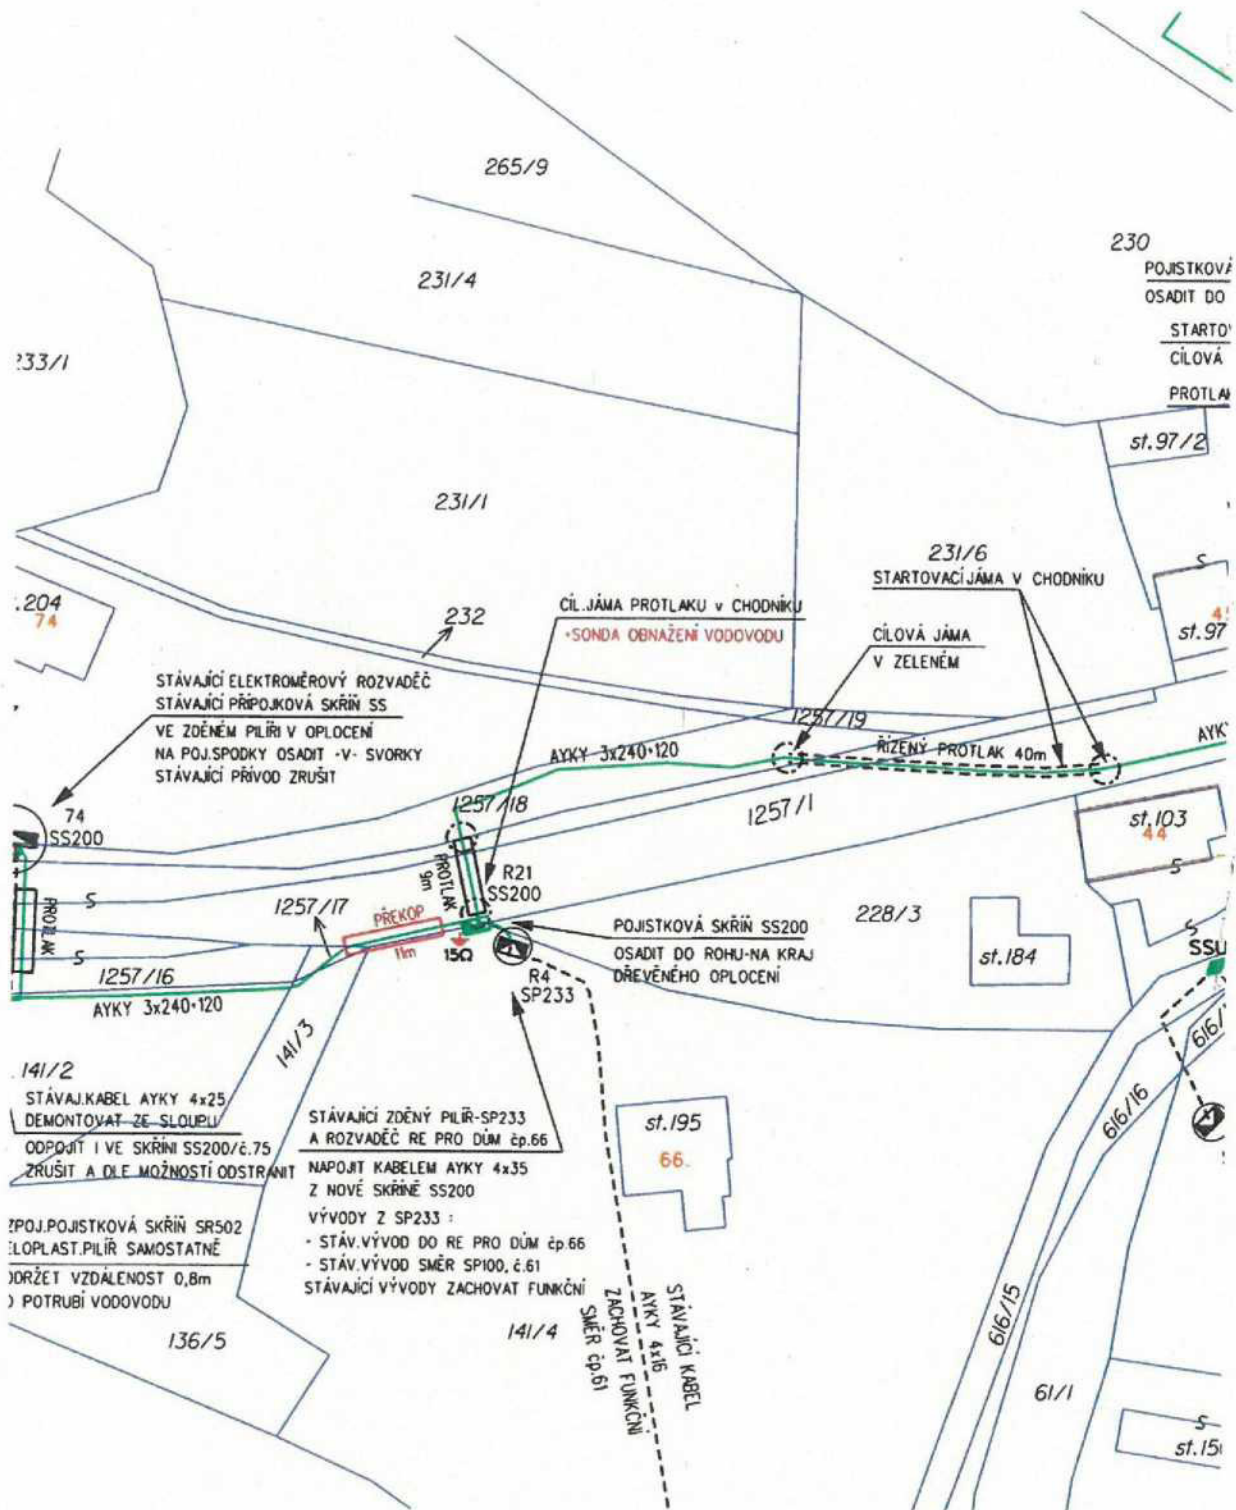 265/9
231/4
230
POJISTKOVÁ
OSADIT DO
STARTO
CÍLOVÁ
PROTLA
233/1
st.97/2
231/1
231/6
STARTOVACÍ JÁMA V CHODNÍKU
S
.204
74
232
CÍL.JÁMA PROTLAKU v CHODNÍKU
+SONDA OBNAŽENÍ VODOVODU
CÍLOVÁ JÁMA
V ZELENÉM
st.97
STÁVAJÍCÍ ELEKTROMĚROVÝ ROZVADĚČ
STÁVAJÍCÍ PŘÍPOJKOVÁ SKŘÍŇ SS
VE ZDĚNÉM PILÍŘI V OPLOCENÍ
NA POJ.SPODKY OSADIT -V- SVORKY
STÁVAJÍCÍ PŘÍVOD ZRUŠIT
1257/19
AYKY 3x240+120
ŘÍZENÝ PROTLAK 40m
AYK
74
SS200
1257/18
1257/1
st.103
44
S
PROTLAK
9m
R21
SS200
PROTLAK
S
S
1257/17
PŘEKOP
11m
15Ω
POJISTKOVÁ SKŘÍŇ SS200
OSADIT DO ROHU-NA KRAJ
DŘEVĚNÉHO OPLOCENÍ
228/3
st.184
SSU
1257/16
AYKY 3x240+120
R4
SP233
141/3
141/2
STÁVAJ.KABEL AYKY 4x25
DEMONTOVAT ZE SLOUPU
ODPOJIT I VE SKŘÍNI SS200/č.75
ZRUŠIT A DLE MOŽNOSTÍ ODSTRANIT
STÁVAJÍCÍ ZDĚNÝ PILÍŘ-SP233
A ROZVADĚČ RE PRO DŮM čp.66
NAPOJIT KABELEM AYKY 4x35
Z NOVÉ SKŘÍNĚ SS200
VÝVODY Z SP233 :
- STÁV.VÝVOD DO RE PRO DŮM čp.66
- STÁV.VÝVOD SMĚR SP100, č.61
STÁVAJÍCÍ VÝVODY ZACHOVAT FUNKČNÍ
st.195
66.
616/16
616/
ZPOJ.POJISTKOVÁ SKŘÍŇ SR502
ELOPLAST.PILÍŘ SAMOSTATNĚ
ODRŽET VZDÁLENOST 0,8m
POTRUBÍ VODOVODU
136/5
141/4
STÁVAJÍCÍ KABEL
AYKY 4x16
ZACHOVAT FUNKČNÍ
SMĚR čp.61
616/15
61/1
S
st.15